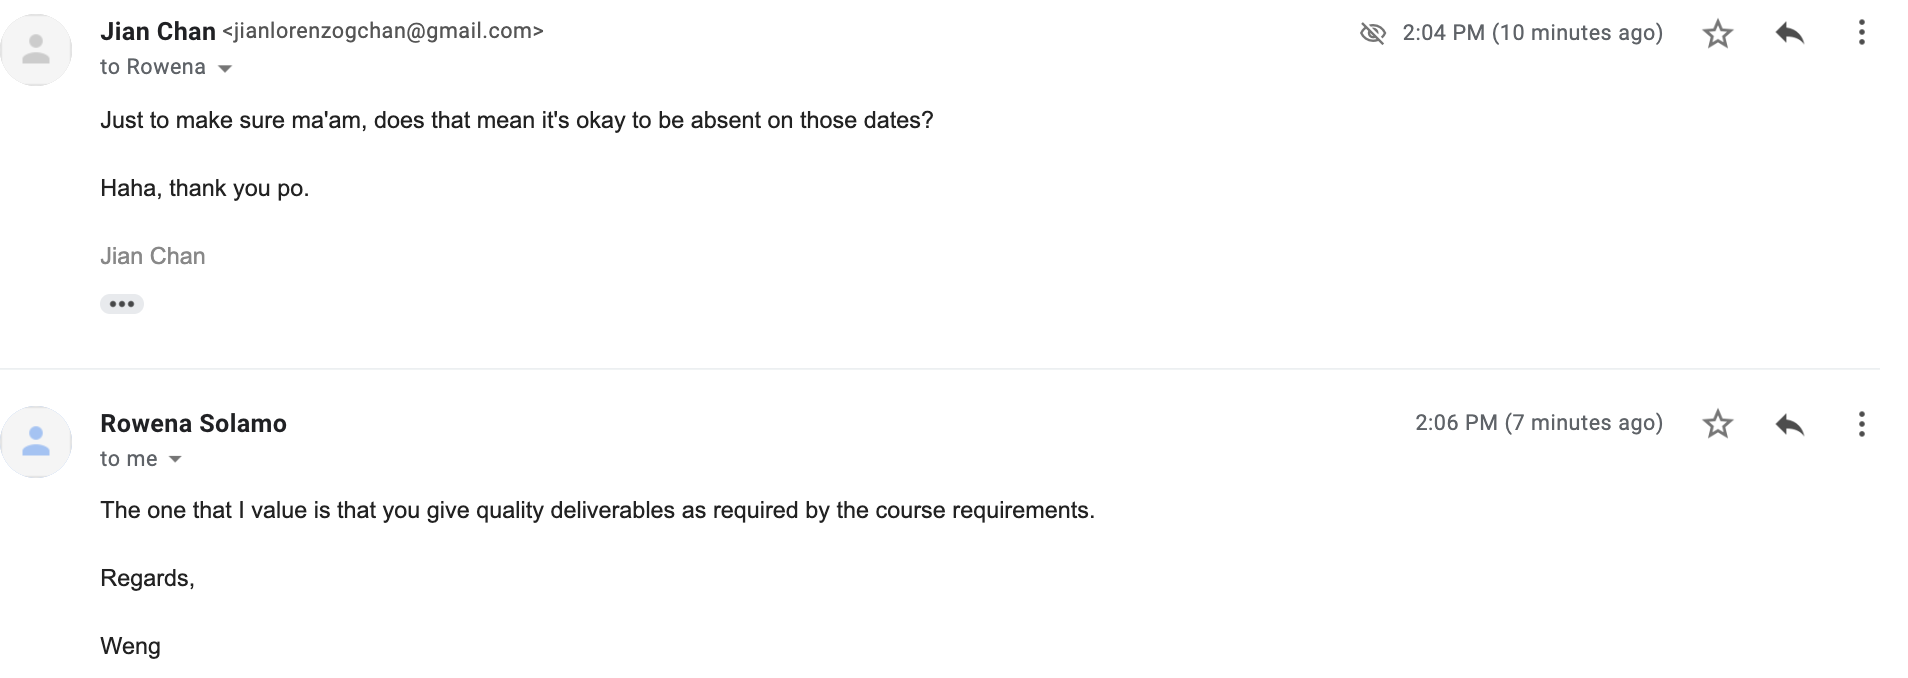 Jian Chan <jianlorenzogchan@gmail.com> 2:04 PM (10 minutes ago)
to Rowena
Just to make sure ma'am, does that mean it's okay to be absent on those dates?
Haha, thank you po.
Jian Chan
Rowena Solamo 2:06 PM (7 minutes ago)
to me
The one that I value is that you give quality deliverables as required by the course requirements.
Regards,
Weng